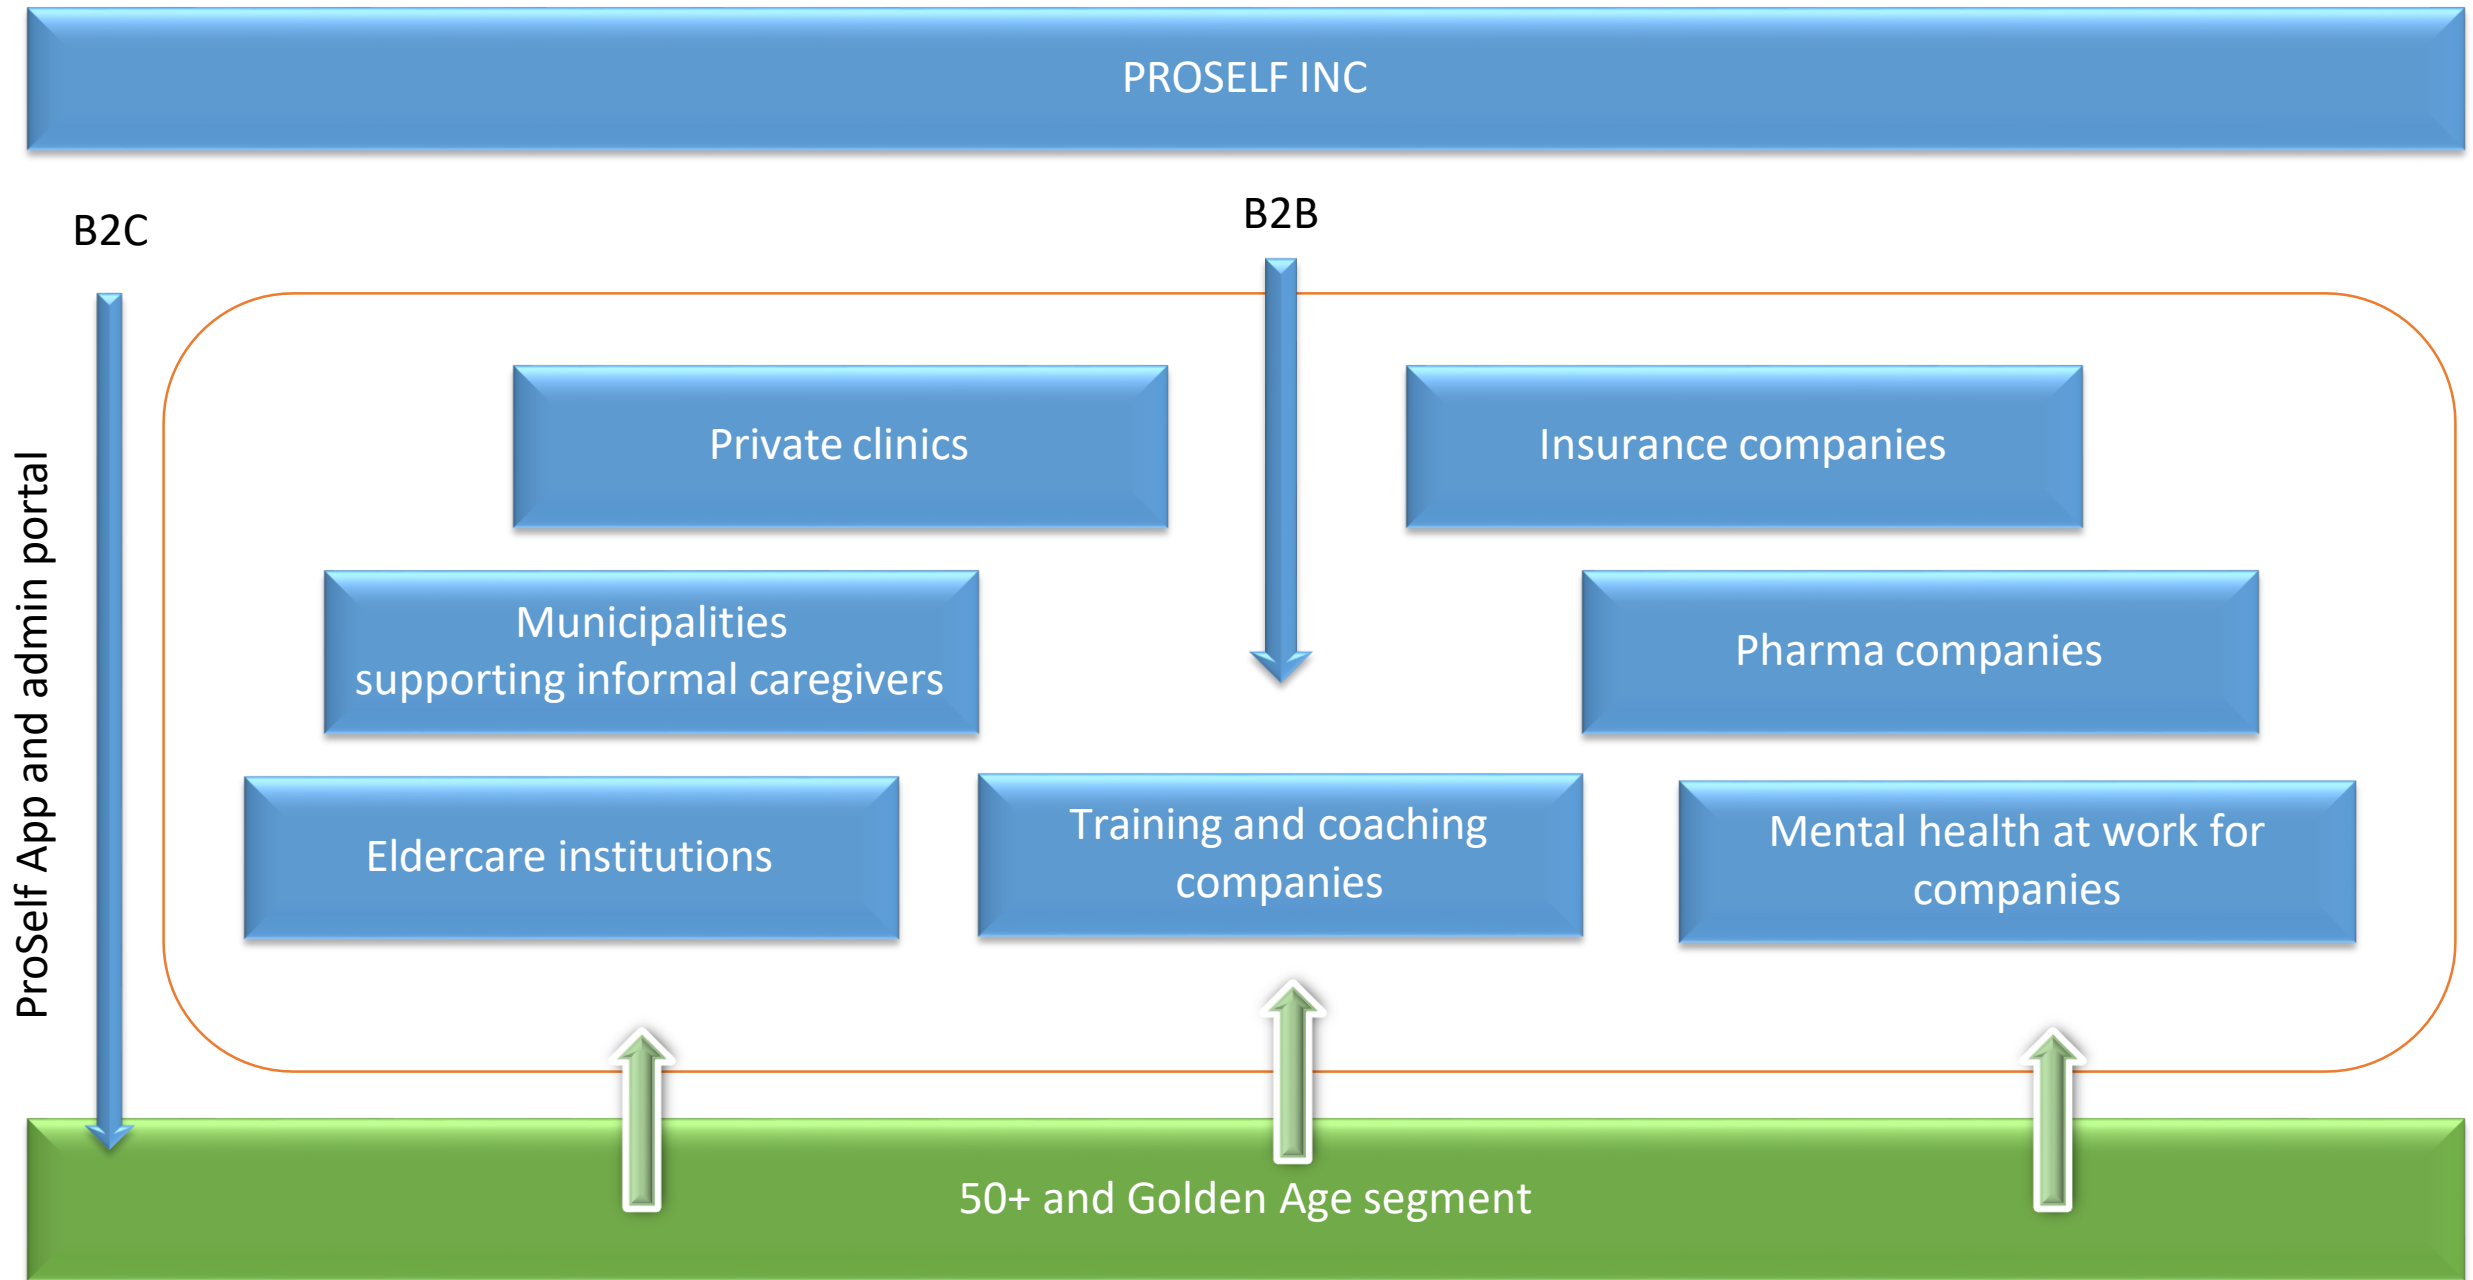 PROSELF INC
B2C
B2B
ProSelf App and admin portal
Private clinics
Insurance companies
Municipalities
supporting informal caregivers
Pharma companies
Eldercare institutions
Training and coaching
companies
Mental health at work for
companies
50+ and Golden Age segment